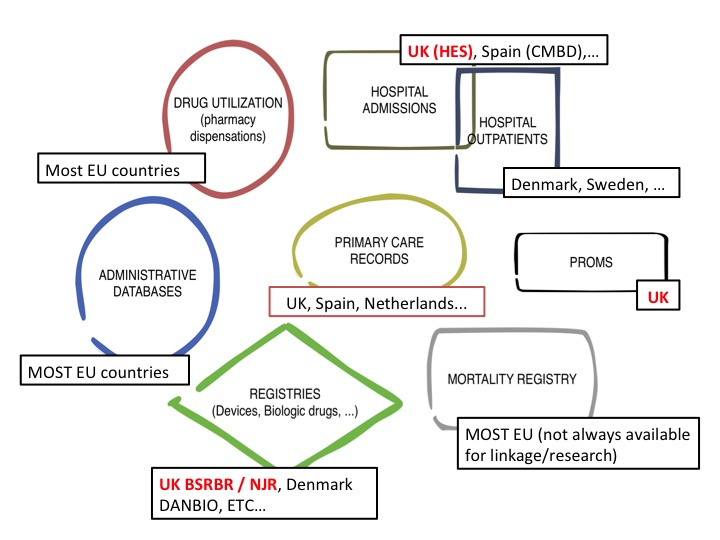 UK (HES), Spain (CMBD),...
DRUG UTILIZATION
(pharmacy
dispensations)
HOSPITAL
ADMISSIONS
HOSPITAL
OUTPATIENTS
Most EU countries
Denmark, Sweden, ...
ADMINISTRATIVE
DATABASES
PRIMARY CARE
RECORDS
PROMS
UK, Spain, Netherlands...
UK
MOST EU countries
REGISTRIES
(Devices, Biologic drugs, ...)
MORTALITY REGISTRY
MOST EU (not always available
for linkage/research)
UK BSRBR / NJR, Denmark
DANBIO, ETC...